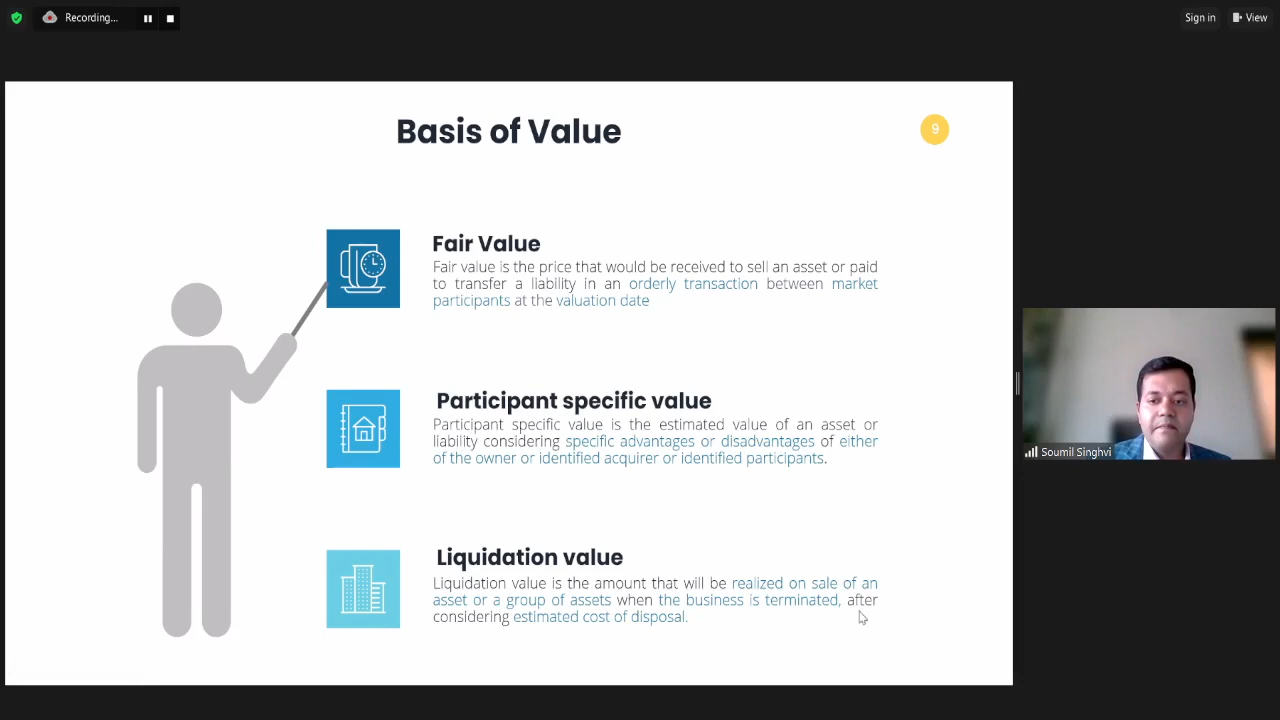 Recording...
Sign in
View
Basis of Value
9
Fair Value
Fair value is the price that would be received to sell an asset or paid
to transfer a liability in an orderly transaction between market
participants at the valuation date
Participant specific value
Participant specific value is the estimated value of an asset or
liability considering specific advantages or disadvantages of either
of the owner or identified acquirer or identified participants.
Soumil Singhvi
Liquidation value
Liquidation value is the amount that will be realized on sale of an
asset or a group of assets when the business is terminated, after
considering estimated cost of disposal.